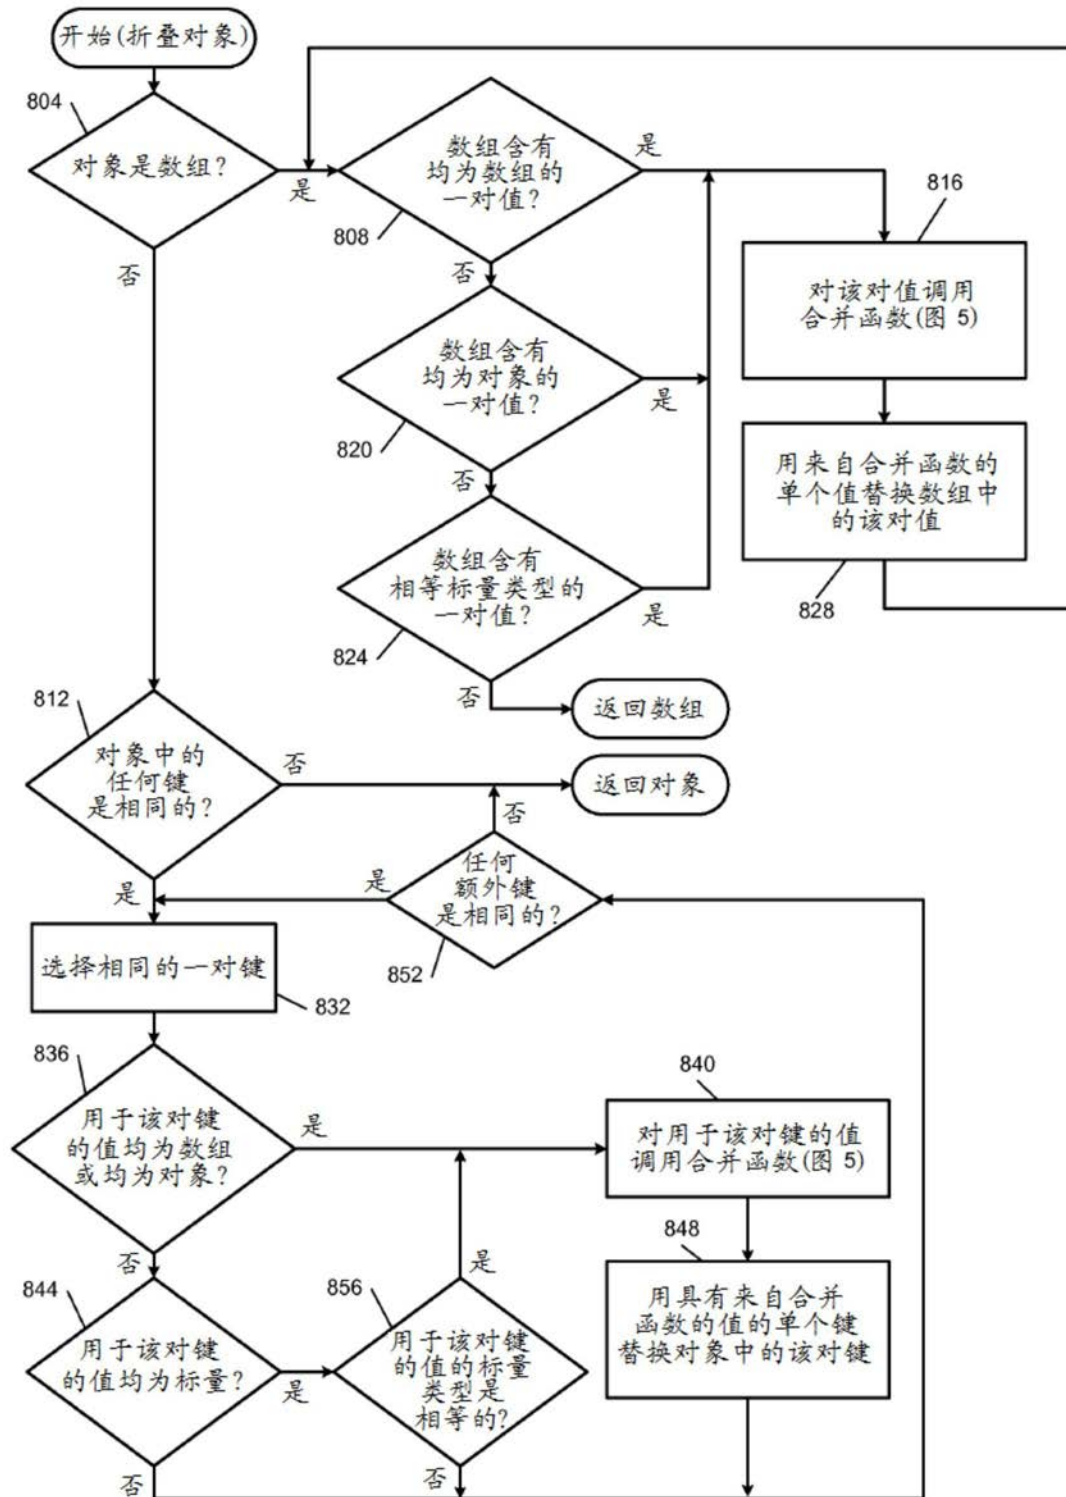 开始(折叠对象)
804
对象是数组?
是
否
数组含有
均为数组的
一对值?
是
808
否
816
对该对值调用
合并函数(图 5)
数组含有
均为对象的
一对值?
是
820
否
用来自合并函数的
单个值替换数组中
的该对值
828
数组含有
相等标量类型的
一对值?
是
824
否
返回数组
812
对象中的
任何键
是相同的?
否
返回对象
是
否
任何
额外键
是相同的?
是
852
选择相同的一对键
832
836
用于该对键
的值均为数组
或均为对象?
是
否
840
对用于该对键的值
调用合并函数(图 5)
848
用具有来自合并
函数的值的单个键
替换对象中的该对键
844
用于该对键
的值均为标量?
是
否
856
是
用于该对键
的值的标量
类型是
相等的?
否